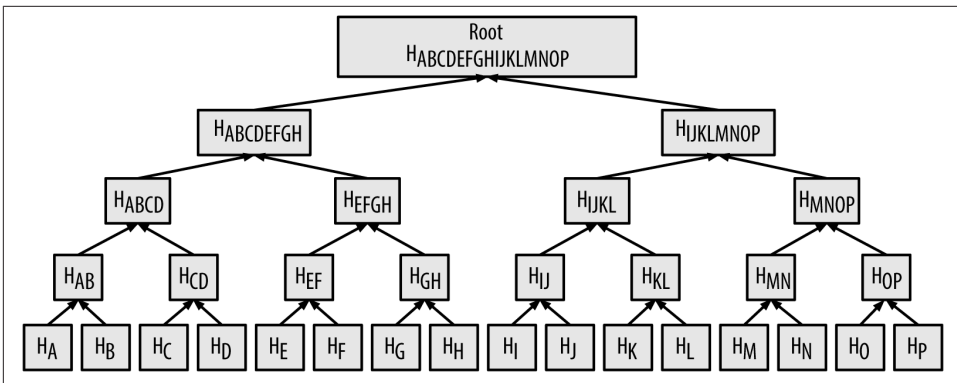 Root
HABCDEFGHIJKLMNOP
HABCDEFGH
HIJKLMNOP
HABCD
HEFGH
HIJKL
HMNOP
HAB
HCD
HEF
HGH
HIJ
HKL
HMN
HOP
HA
HB
HC
HD
HE
HF
HG
HH
HI
HJ
HK
HL
HM
HN
HO
HP